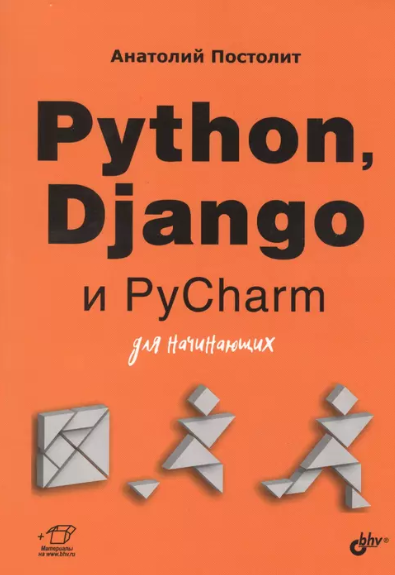 Анатолий Постолит
Python,
Django
и PyCharm
для начинающих
+
Материалы
на www.bhv.ru
bhv®